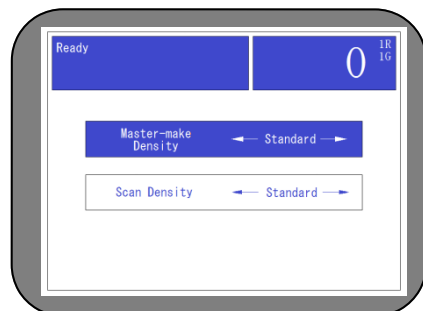 Ready
0
1R
1G
Master-make
Density
Standard
Scan Density
Standard